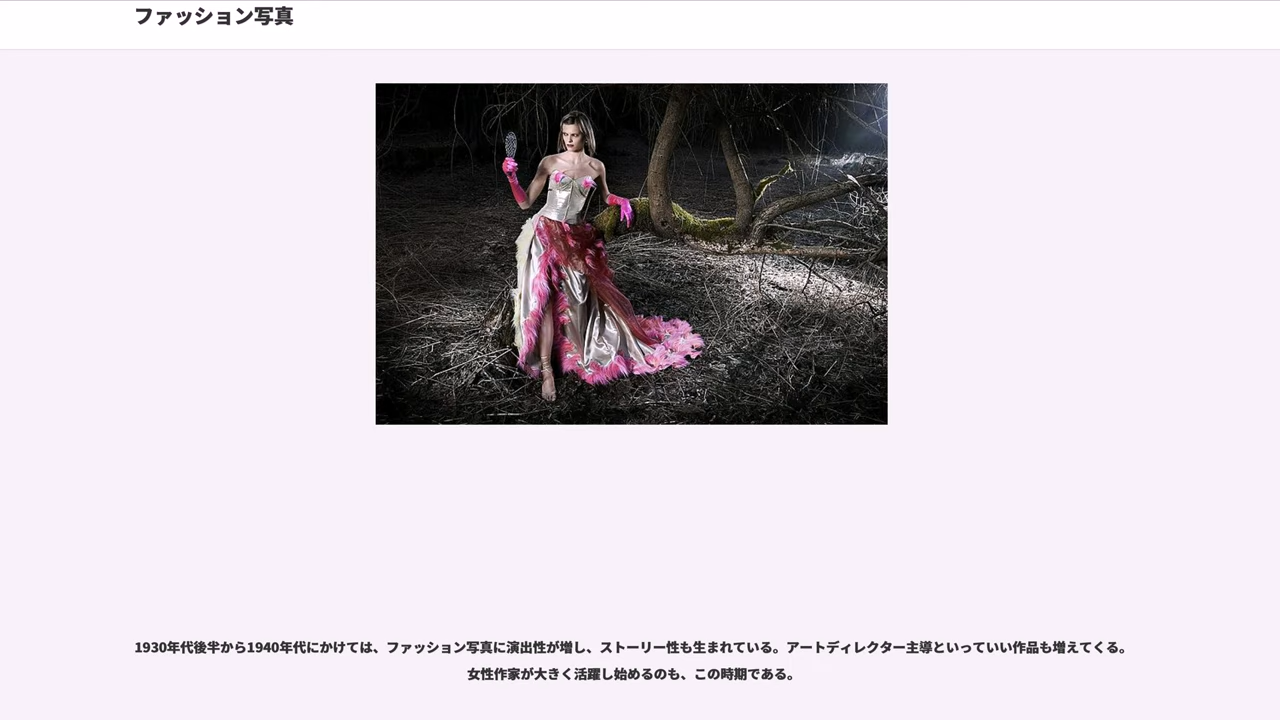 ファッション写真
1930年代後半から1940年代にかけては、ファッション写真に演出性が増し、ストーリー性も生まれている。アートディレクター主導といっていい作品も増えてくる。
女性作家が大きく活躍し始めるのも、この時期である。